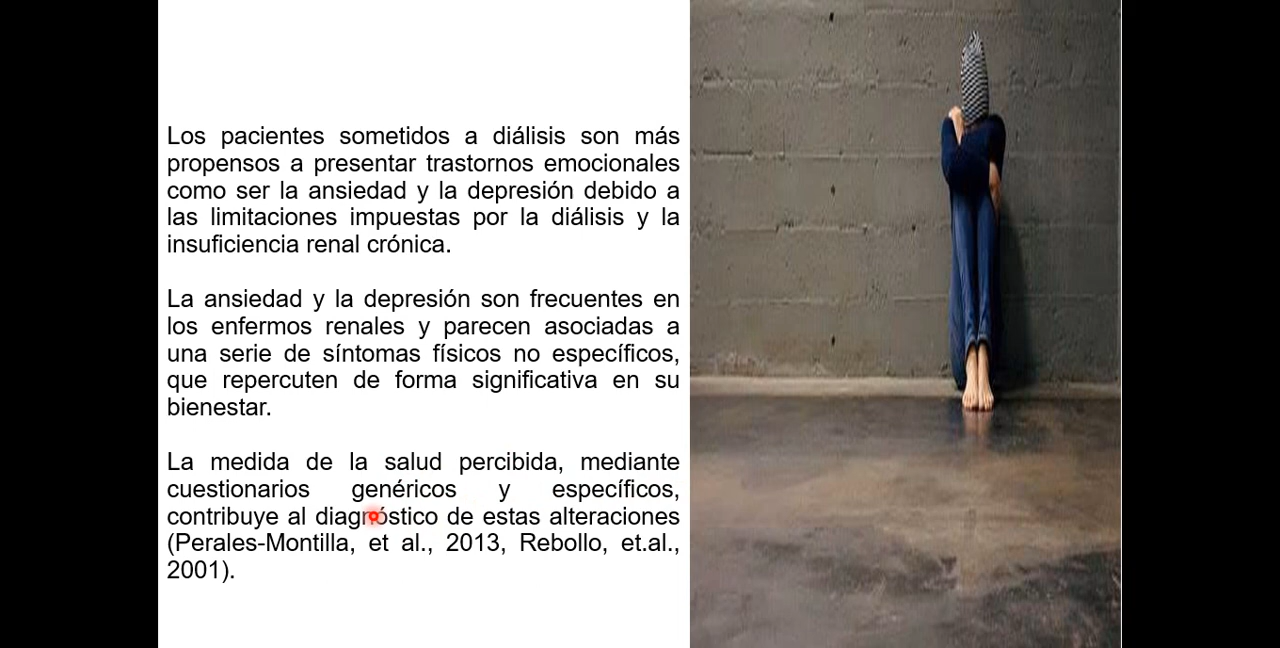 Los pacientes sometidos a diálisis son más
propensos a presentar trastornos emocionales
como ser la ansiedad y la depresión debido a
las limitaciones impuestas por la diálisis y la
insuficiencia renal crónica.
La ansiedad y la depresión son frecuentes en
los enfermos renales y parecen asociadas a
una serie de síntomas físicos no específicos,
que repercuten de forma significativa en su
bienestar.
La medida de la salud percibida, mediante
cuestionarios genéricos y específicos,
contribuye al diagnóstico de estas alteraciones
(Perales-Montilla, et al., 2013, Rebollo, et.al.,
2001).